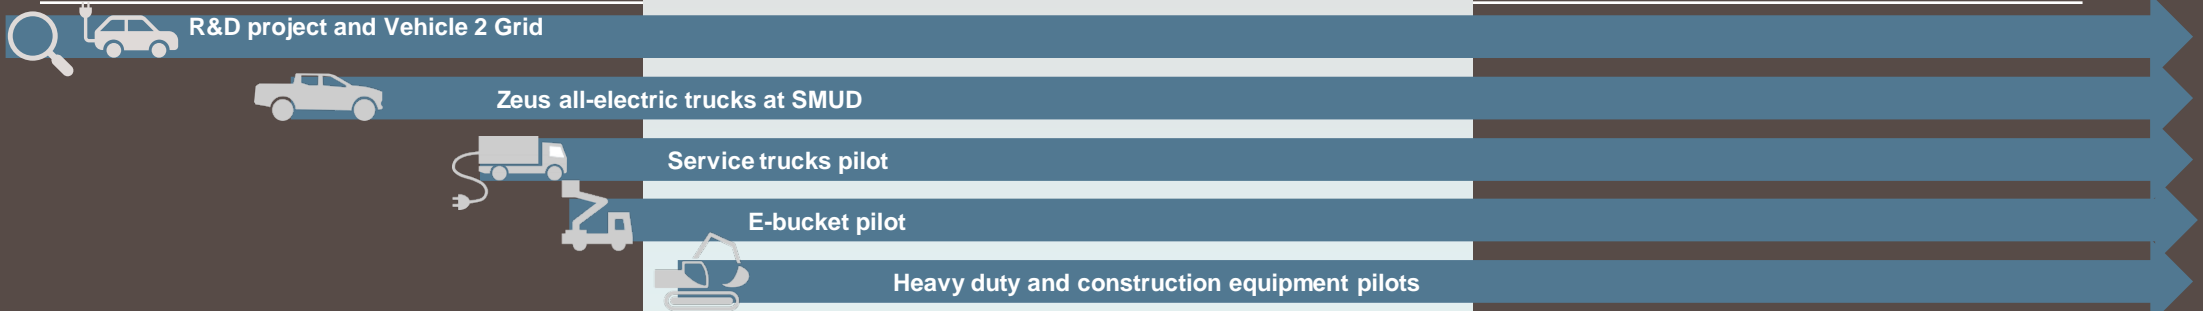 R&D project and Vehicle 2 Grid
Zeus all-electric trucks at SMUD
Service trucks pilot
E-bucket pilot
Heavy duty and construction equipment pilots